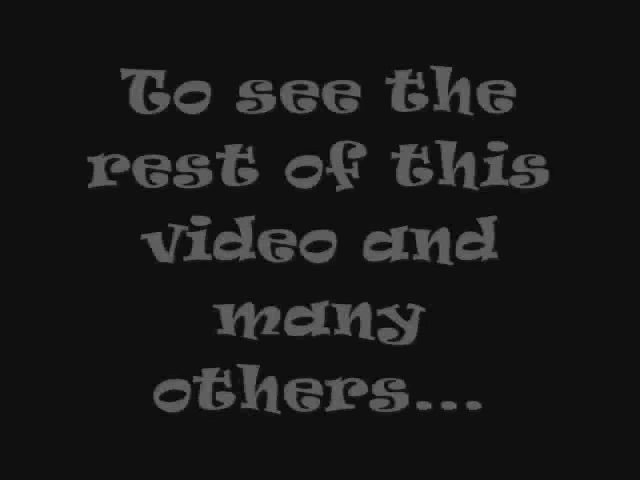 To see the
rest of this
video and
many
others...